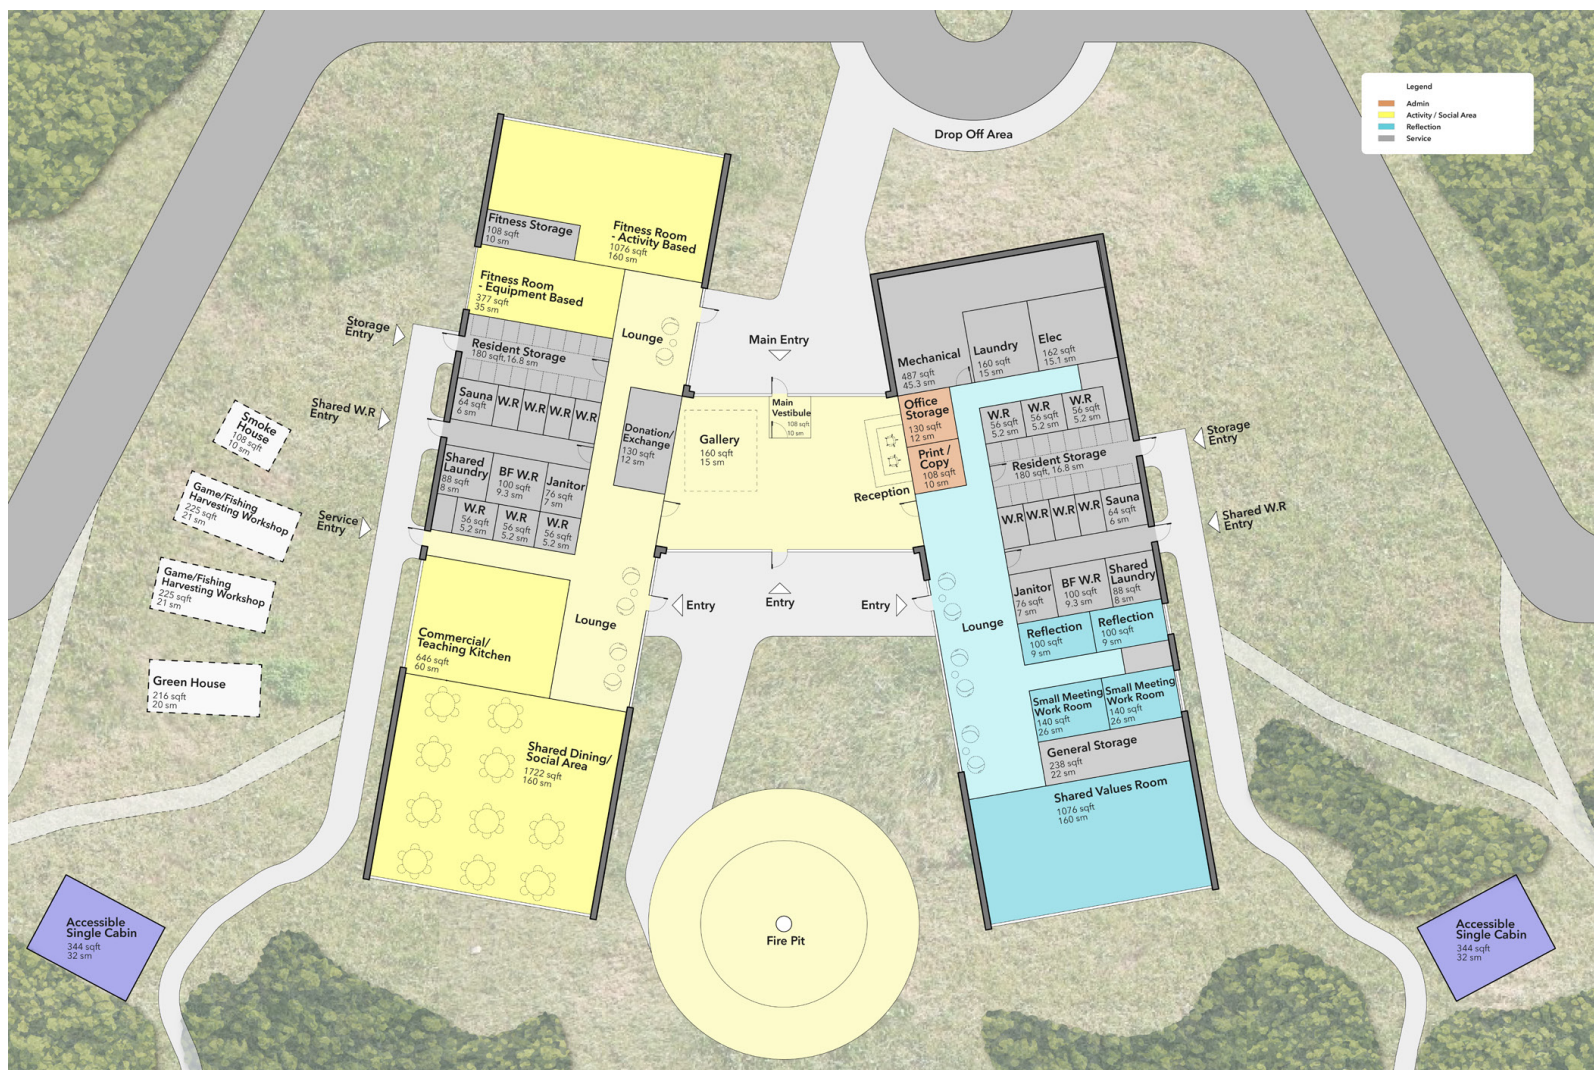 Legend
Admin
Activity / Social Area
Reflection
Service
Drop Off Area
Fitness Storage
108 sqft
10 sm
Fitness Room
- Activity Based
1076 sqft
160 sm
Fitness Room
- Equipment Based
377 sqft
35 sm
Lounge
Storage
Entry
Resident Storage
180 sqft,16.8 sm
Main Entry
Shared W.R
Entry
Sauna
64 sqft
6 sm
W.R
W.R
W.R
W.R
Donation/
Exchange
130 sqft
12 sm
Gallery
160 sqft
15 sm
Main
Vestibule
108 sqft
10 sm
Smoke
House
108 sqft
10 sm
Shared
Laundry
88 sqft
8 sm
BF W.R
100 sqft
9.3 sm
Janitor
76 sqft
7 sm
Game/Fishing
Harvesting Workshop
225 sqft
21 sm
Service
Entry
W.R
56 sqft
5.2 sm
W.R
56 sqft
5.2 sm
W.R
56 sqft
5.2 sm
Game/Fishing
Harvesting Workshop
225 sqft
21 sm
Green House
216 sqft
20 sm
Commercial/
Teaching Kitchen
646 sqft
60 sm
Lounge
Entry
Entry
Entry
Shared Dining/
Social Area
1722 sqft
160 sm
Mechanical
487 sqft
45.3 sm
Laundry
160 sqft
15 sm
Elec
162 sqft
15.1 sm
Office
Storage
130 sqft
12 sm
Print /
Copy
108 sqft
10 sm
Reception
W.R
56 sqft
5.2 sm
W.R
56 sqft
5.2 sm
W.R
56 sqft
5.2 sm
Storage
Entry
Resident Storage
180 sqft, 16.8 sm
W.R
W.R
W.R
W.R
Sauna
64 sqft
6 sm
Shared W.R
Entry
Janitor
76 sqft
7 sm
BF W.R
100 sqft
9.3 sm
Shared
Laundry
88 sqft
8 sm
Lounge
Reflection
100 sqft
9 sm
Reflection
100 sqft
9 sm
Small Meeting
Work Room
140 sqft
26 sm
Small Meeting
Work Room
140 sqft
26 sm
General Storage
238 sqft
22 sm
Shared Values Room
1076 sqft
160 sm
Accessible
Single Cabin
344 sqft
32 sm
Fire Pit
Accessible
Single Cabin
344 sqft
32 sm